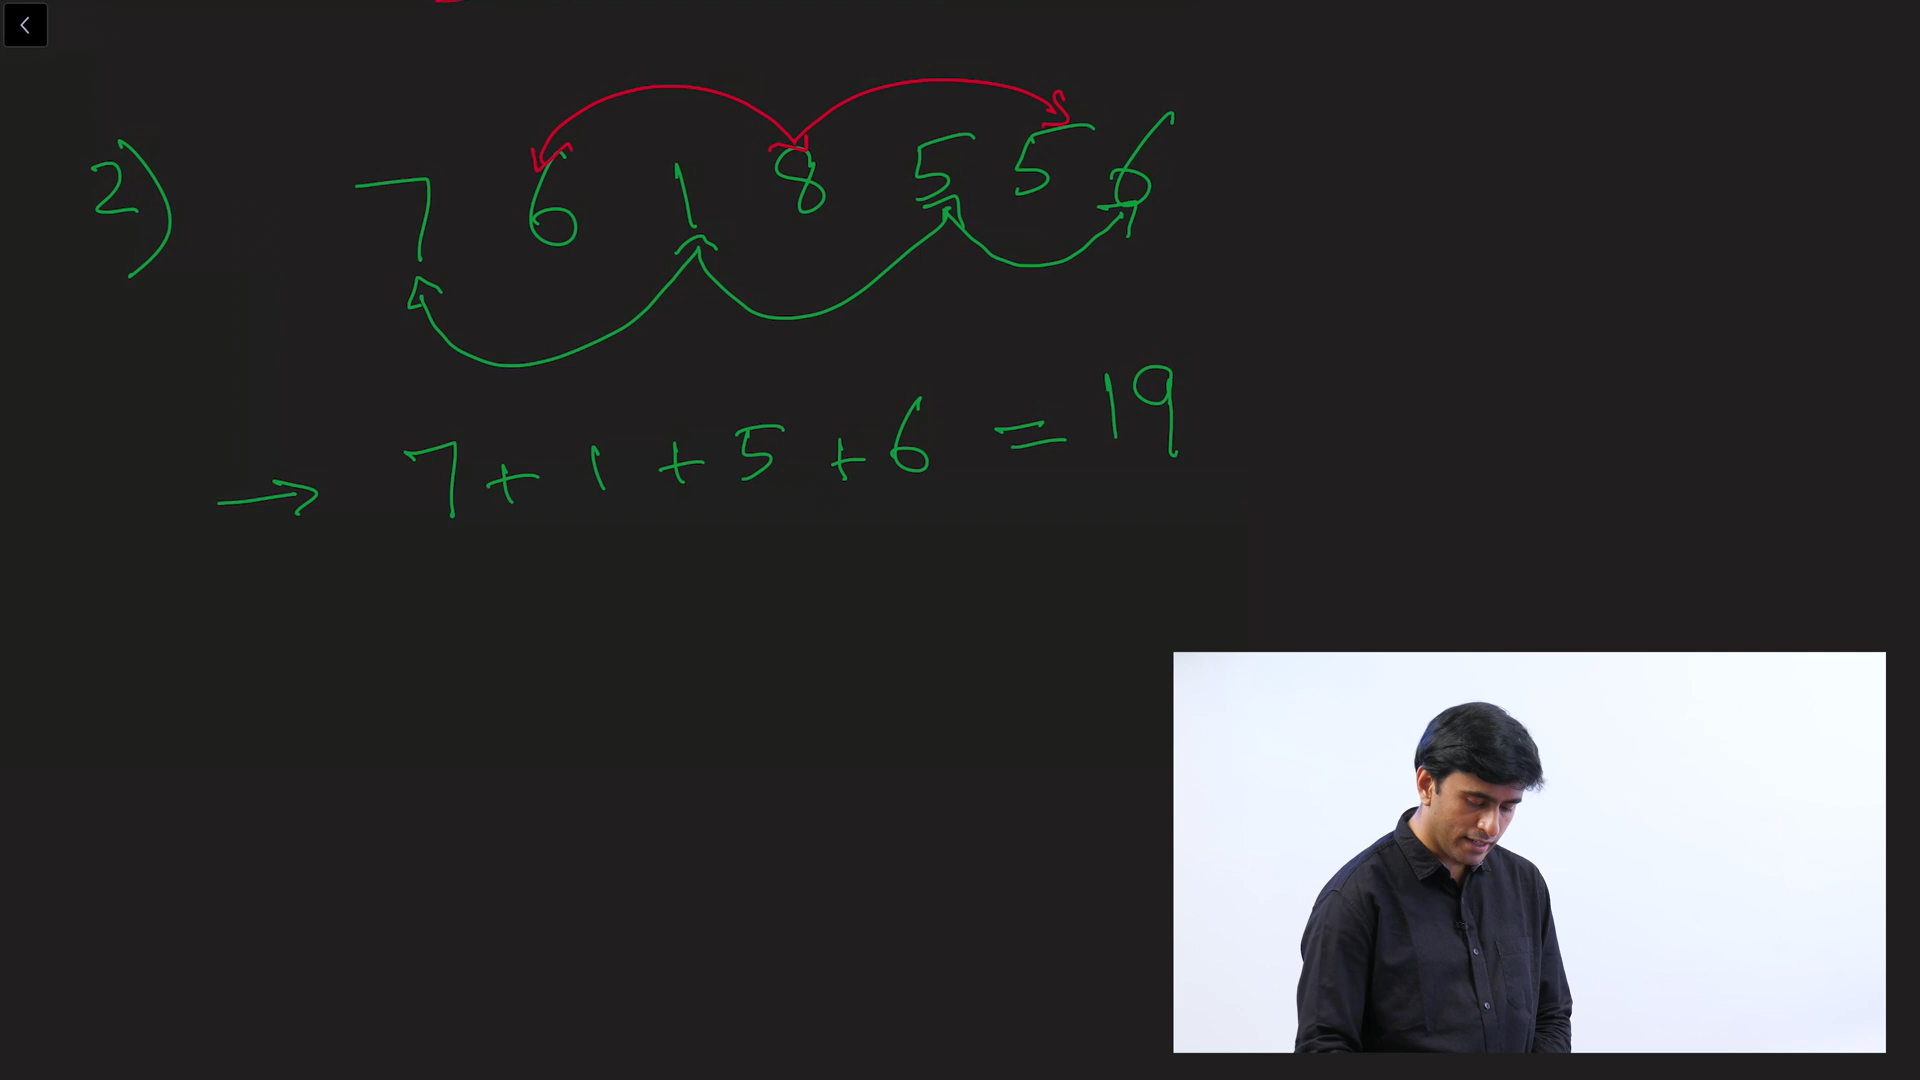 2) 7 6 1 8 5 5 6
→ 7 + 1 + 5 + 6 = 19